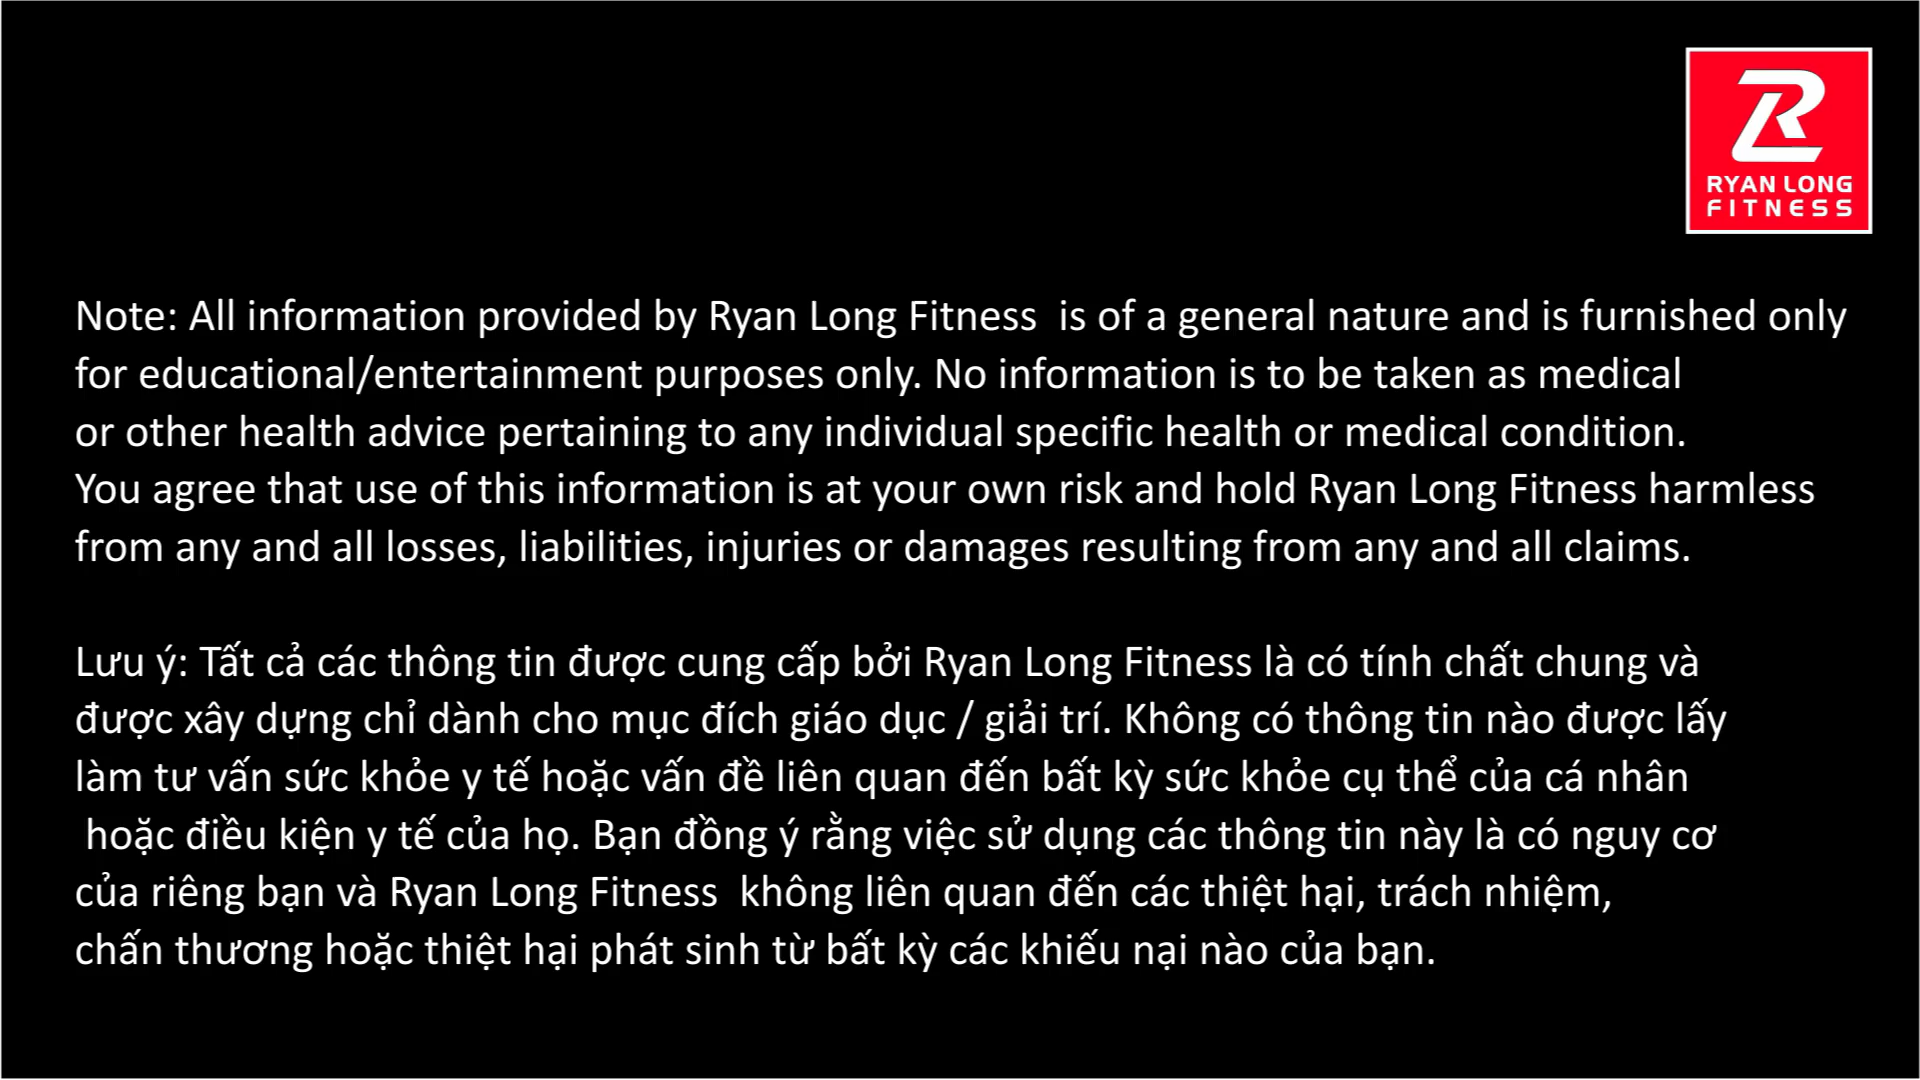 RYAN LONG
FITNESS
Note: All information provided by Ryan Long Fitness  is of a general nature and is furnished only
for educational/entertainment purposes only. No information is to be taken as medical
or other health advice pertaining to any individual specific health or medical condition.
You agree that use of this information is at your own risk and hold Ryan Long Fitness harmless
from any and all losses, liabilities, injuries or damages resulting from any and all claims.
Lưu ý: Tất cả các thông tin được cung cấp bởi Ryan Long Fitness là có tính chất chung và
được xây dựng chỉ dành cho mục đích giáo dục / giải trí. Không có thông tin nào được lấy
làm tư vấn sức khỏe y tế hoặc vấn đề liên quan đến bất kỳ sức khỏe cụ thể của cá nhân
hoặc điều kiện y tế của họ. Bạn đồng ý rằng việc sử dụng các thông tin này là có nguy cơ
của riêng bạn và Ryan Long Fitness  không liên quan đến các thiệt hại, trách nhiệm,
chấn thương hoặc thiệt hại phát sinh từ bất kỳ các khiếu nại nào của bạn.